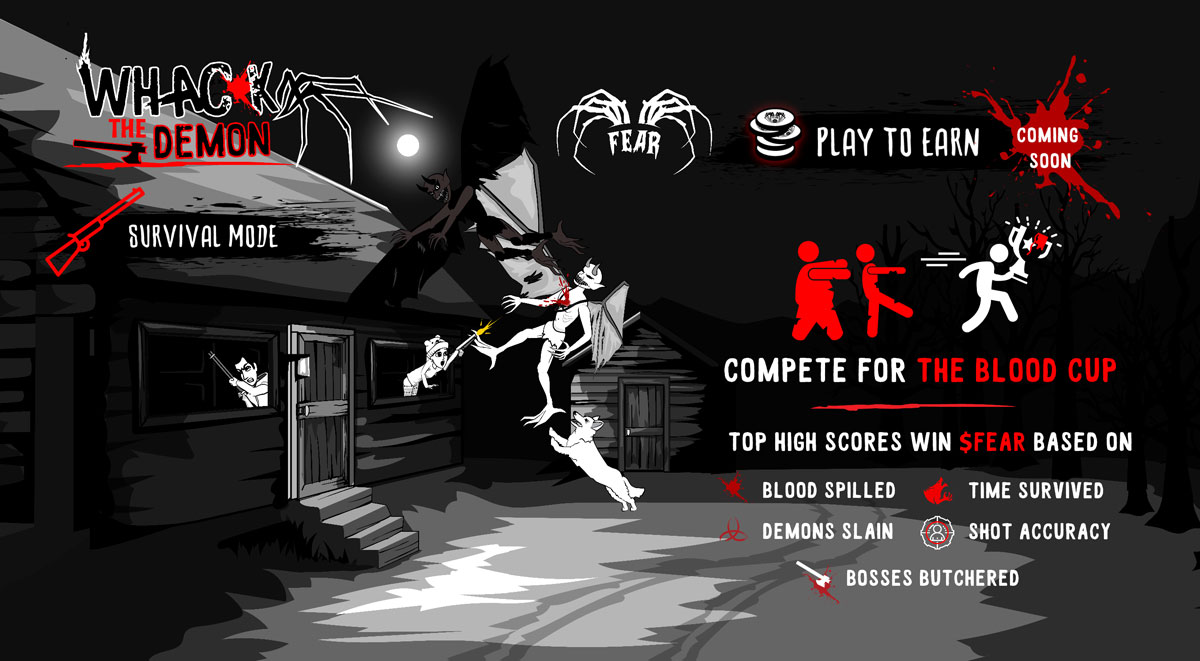 WHACK
THE DEMON
SURVIVAL MODE
FEAR
PLAY TO EARN
COMING
SOON
COMPETE FOR THE BLOOD CUP
TOP HIGH SCORES WIN $FEAR BASED ON
BLOOD SPILLED
TIME SURVIVED
DEMONS SLAIN
SHOT ACCURACY
BOSSES BUTCHERED